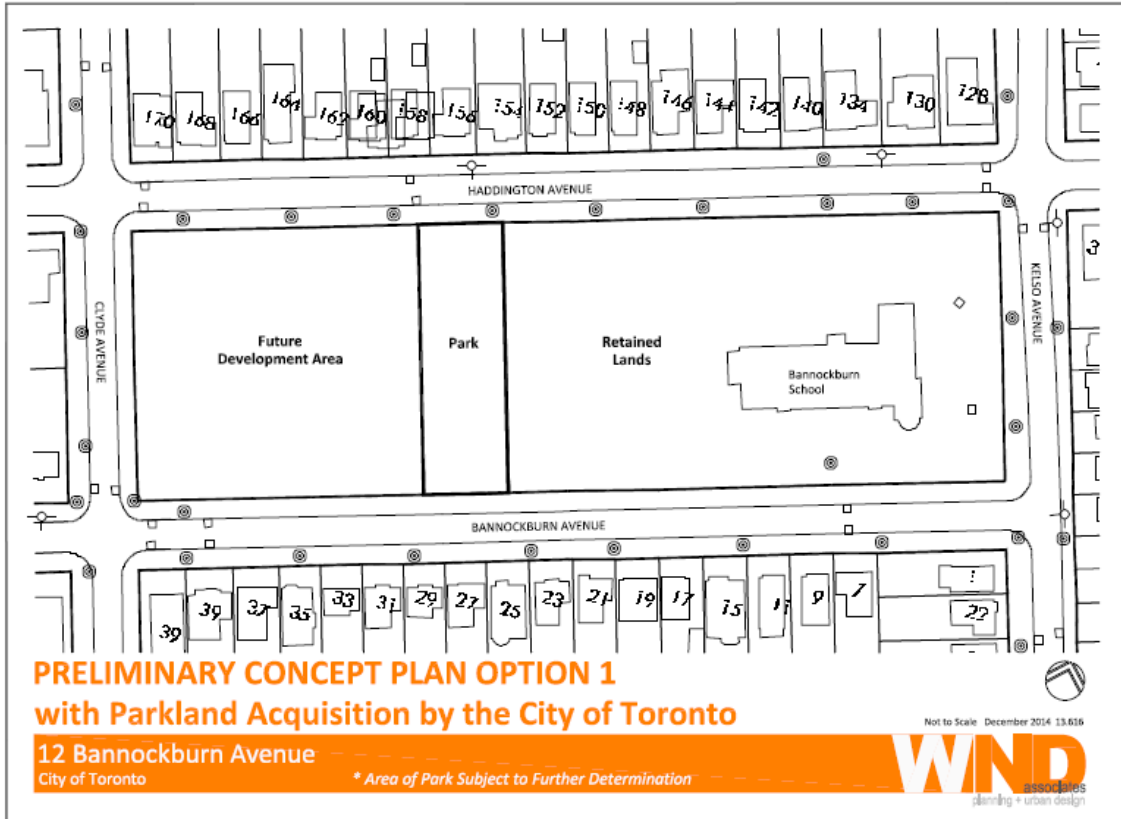 170 168 166 164 162 160 158 156 154 152 150 148 146 144 142 140 134 130 128
HADDINGTON AVENUE
CLYDE AVENUE
Future
Development Area
Park
Retained
Lands
Bannockburn
School
KELSO AVENUE
3
BANNOCKBURN AVENUE
39 39 37 35 33 31 29 27 25 23 21 19 17 15 11 9 7 1
22
PRELIMINARY CONCEPT PLAN OPTION 1
with Parkland Acquisition by the City of Toronto
Not to Scale December 2014 13.616
12 Bannockburn Avenue
City of Toronto
* Area of Park Subject to Further Determination
WND
associates
planning + urban design